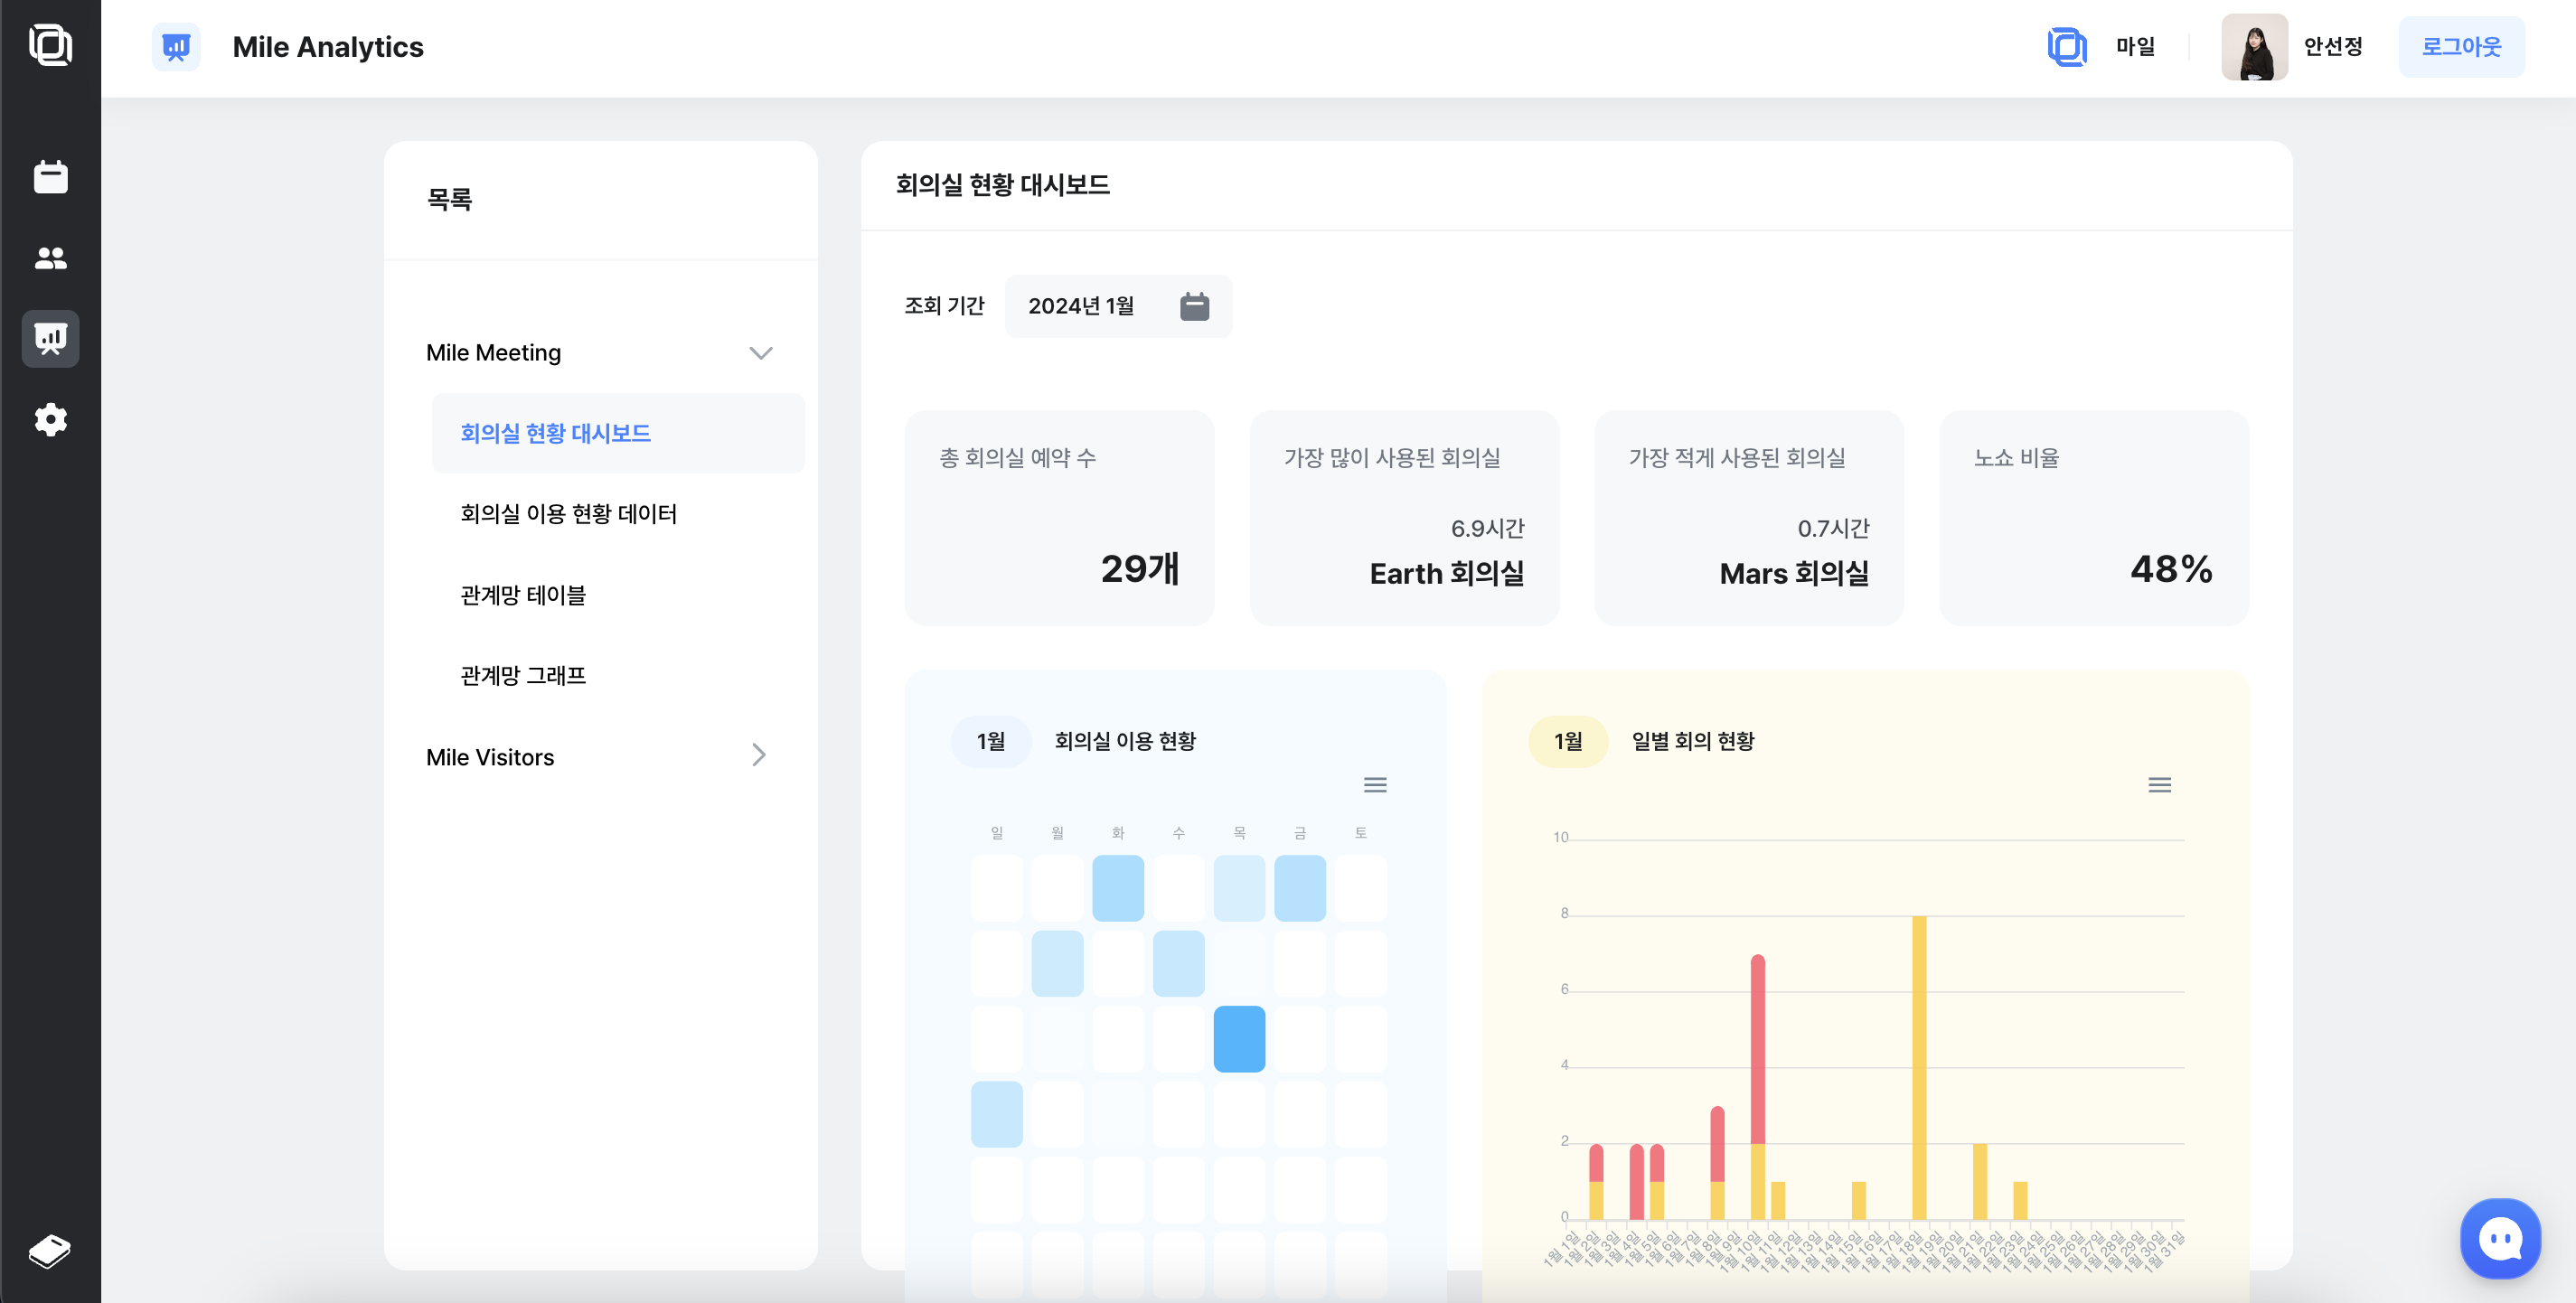 Mile Analytics
마일
안선정
로그아웃
목록
Mile Meeting
회의실 현황 대시보드
회의실 이용 현황 데이터
관계망 테이블
관계망 그래프
Mile Visitors
회의실 현황 대시보드
조회 기간
2024년 1월
총 회의실 예약 수
29개
가장 많이 사용된 회의실
6.9시간
Earth 회의실
가장 적게 사용된 회의실
0.7시간
Mars 회의실
노쇼 비율
48%
1월
회의실 이용 현황
일 월 화 수 목 금 토
1월
일별 회의 현황
10
8
6
4
2
0
1월 1일
1월 2일
1월 3일
1월 4일
1월 5일
1월 6일
1월 7일
1월 8일
1월 9일
1월 10일
1월 11일
1월 12일
1월 13일
1월 14일
1월 15일
1월 16일
1월 17일
1월 18일
1월 19일
1월 20일
1월 21일
1월 22일
1월 23일
1월 24일
1월 25일
1월 26일
1월 27일
1월 28일
1월 29일
1월 30일
1월 31일